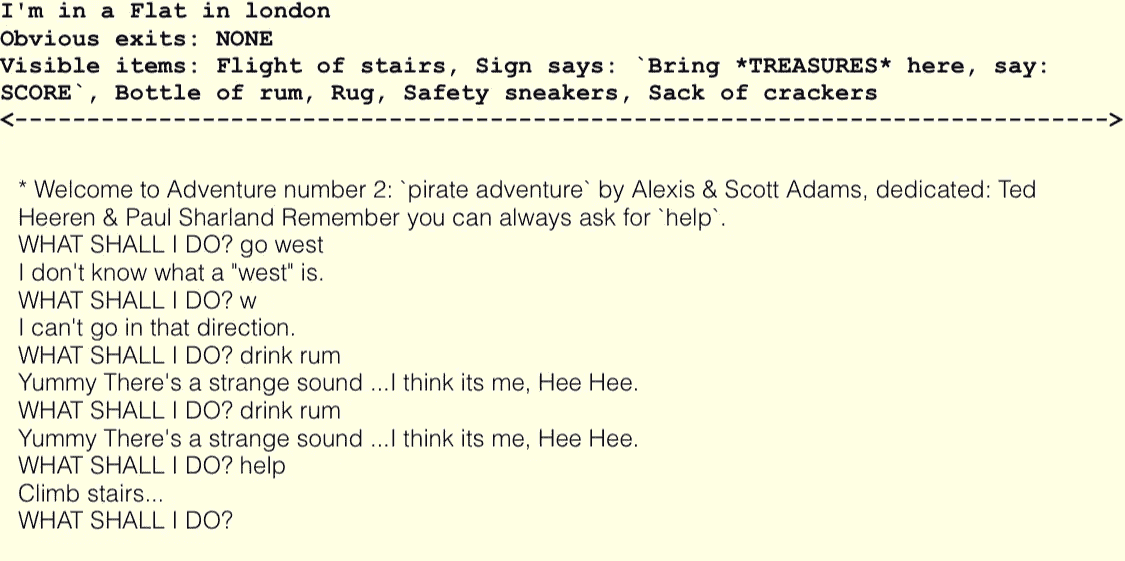 I'm in a Flat in london
Obvious exits: NONE
Visible items: Flight of stairs, Sign says: `Bring *TREASURES* here, say:
SCORE`, Bottle of rum, Rug, Safety sneakers, Sack of crackers
<---------------------------------------------------------------------------->
* Welcome to Adventure number 2: `pirate adventure` by Alexis & Scott Adams, dedicated: Ted
Heeren & Paul Sharland Remember you can always ask for `help`.
WHAT SHALL I DO? go west
I don't know what a "west" is.
WHAT SHALL I DO? w
I can't go in that direction.
WHAT SHALL I DO? drink rum
Yummy There's a strange sound ...I think its me, Hee Hee.
WHAT SHALL I DO? drink rum
Yummy There's a strange sound ...I think its me, Hee Hee.
WHAT SHALL I DO? help
Climb stairs...
WHAT SHALL I DO?